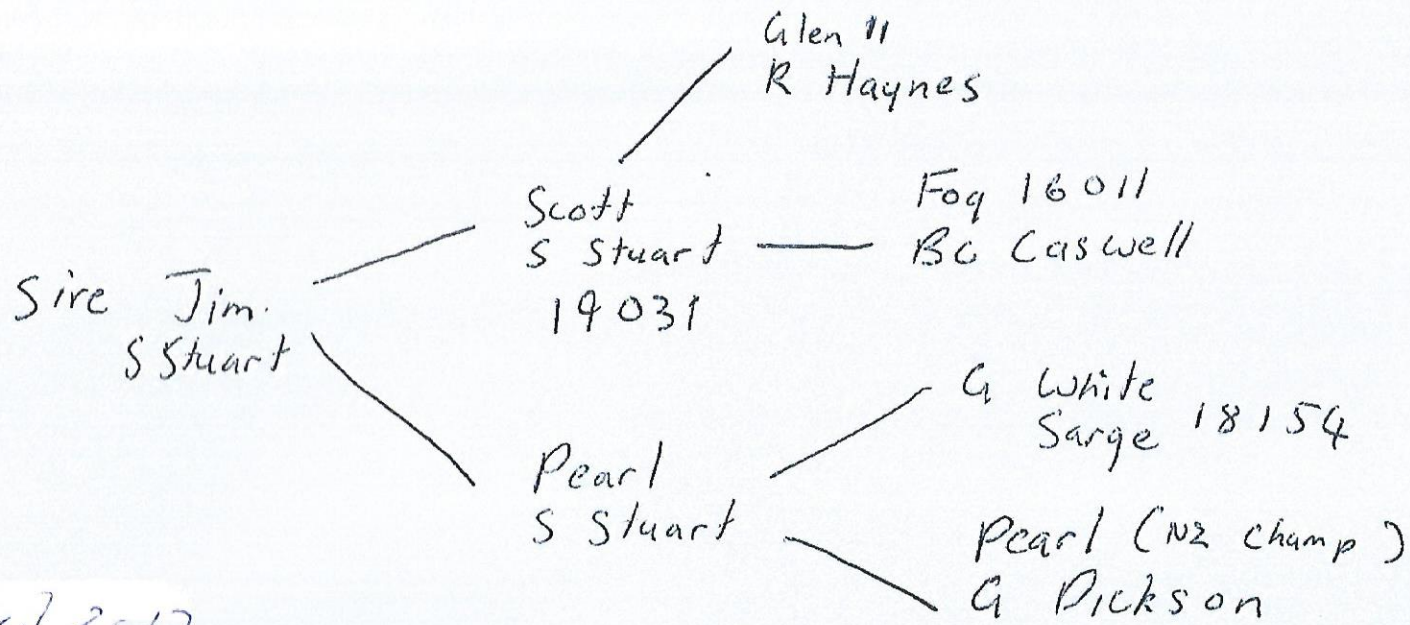 Glen 11
R Haynes
Scott
S Stuart
19031
Fog 16011
BG Caswell
Sire Jim.
S Stuart
G White
Sarge 18154
Pearl
S Stuart
Pearl (NZ champ)
G Dickson